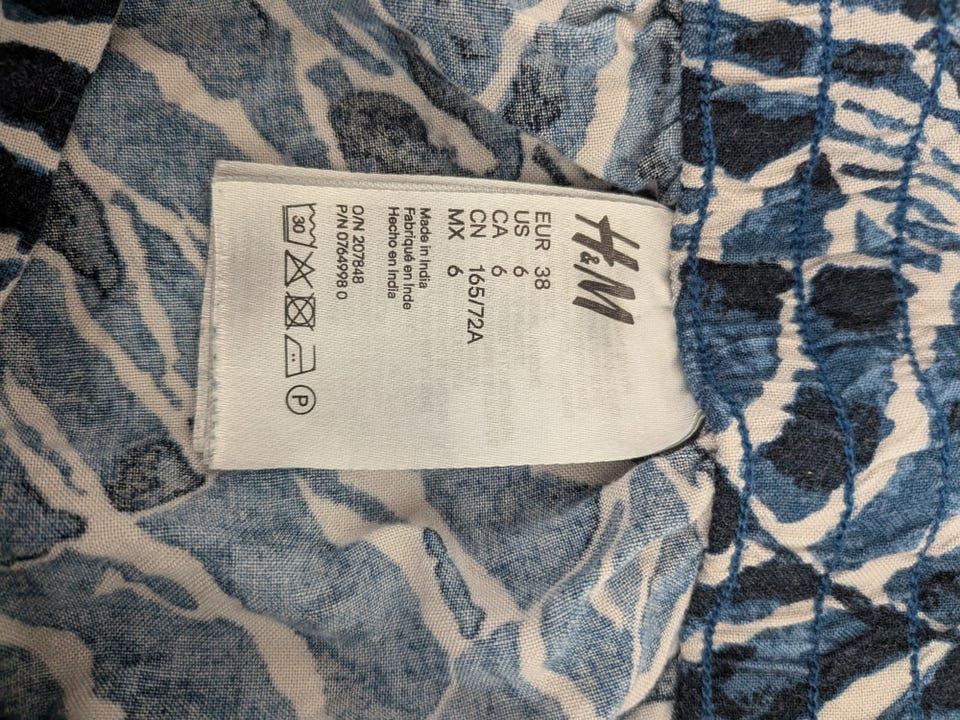 H&M
EUR 38
US 6
CA 6
CN 165/72A
MX 6
Made in India
Fabriqué en Inde
Hecho en India
O/N 207848
P/N 0764998 0
30
P